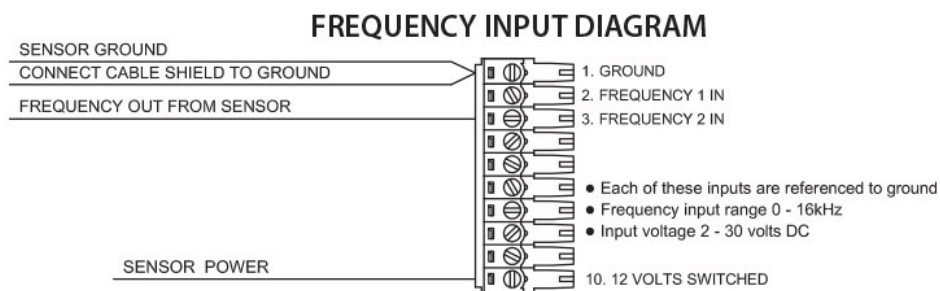 FREQUENCY INPUT DIAGRAM
SENSOR GROUND
CONNECT CABLE SHIELD TO GROUND
FREQUENCY OUT FROM SENSOR
1. GROUND
2. FREQUENCY 1 IN
3. FREQUENCY 2 IN
● Each of these inputs are referenced to ground
● Frequency input range 0 - 16kHz
● Input voltage 2 - 30 volts DC
SENSOR POWER
10. 12 VOLTS SWITCHED